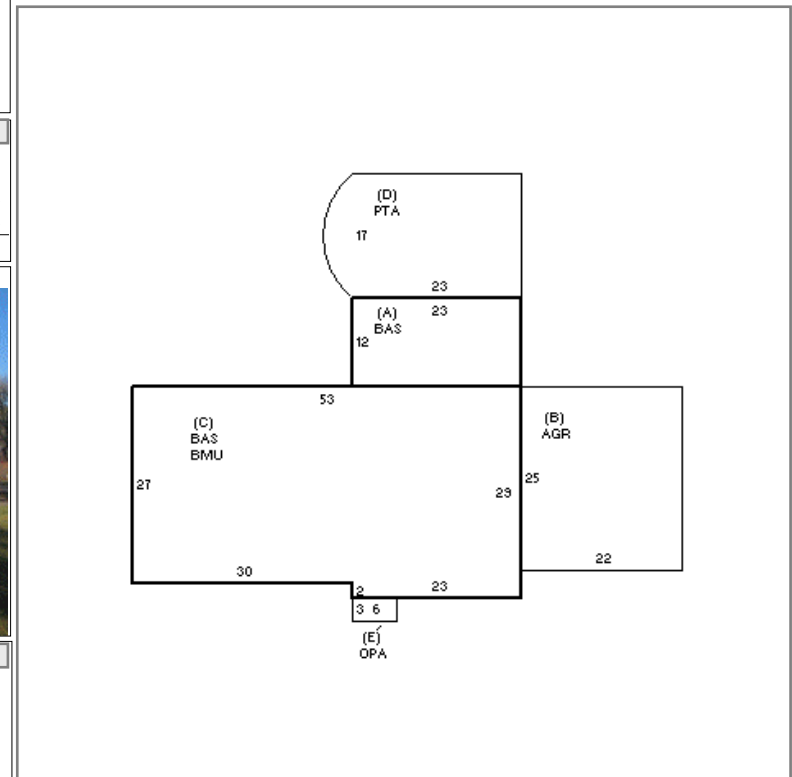 (D)
PTA
17
23
(A)
23
BAS
12
53
(C)
BAS
BMU
(B)
AGR
27
25
29
22
30
23
2
3 6
(E)
OPA